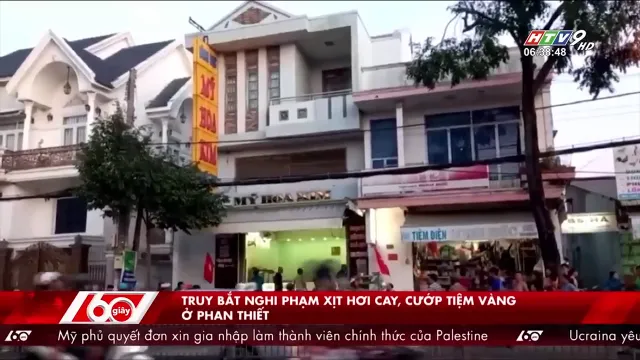 HTV9 HD
06:38:48
MỸ
HOA
KIM
MỸ HOA KIM
TIỆM ĐIỆN
60 giây
TRUY BẮT NGHI PHẠM XỊT HƠI CAY, CƯỚP TIỆM VÀNG
Ở PHAN THIẾT
60 Mỹ phủ quyết đơn xin gia nhập làm thành viên chính thức của Palestine 60 Ucraina yêu